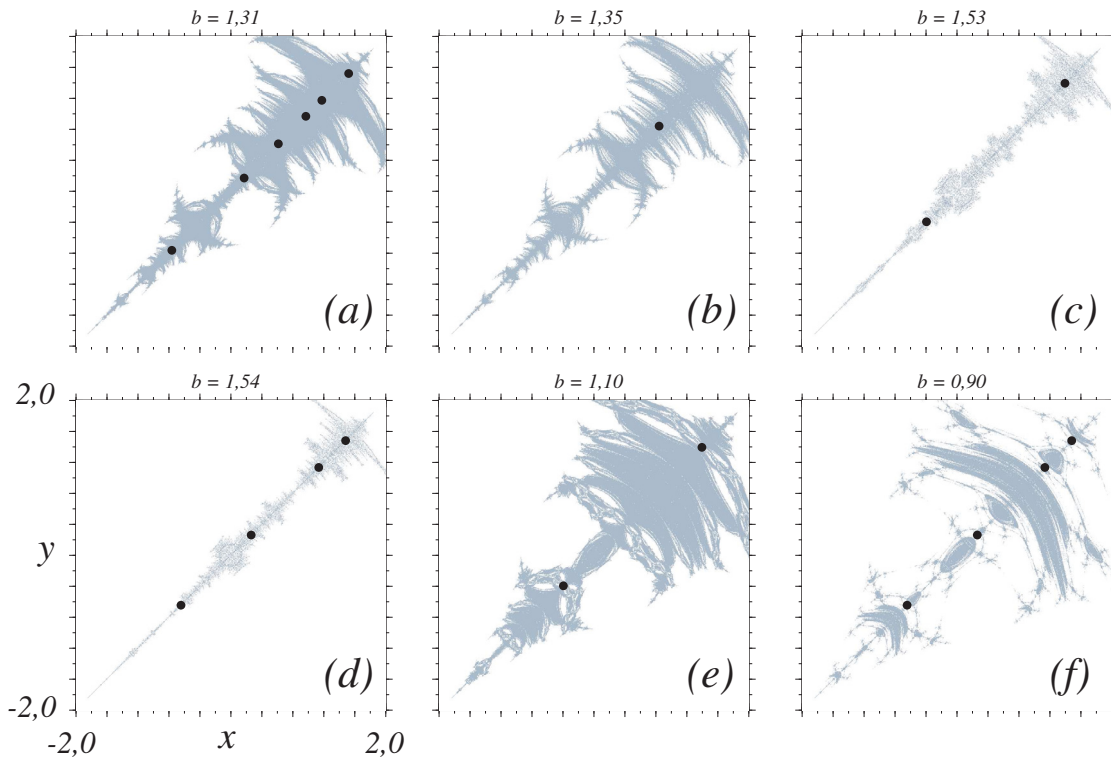 b = 1,31
b = 1,35
b = 1,53
(a)
(b)
(c)
b = 1,54
b = 1,10
b = 0,90
2,0
y
(d)
(e)
(f)
-2,0
-2,0
x
2,0